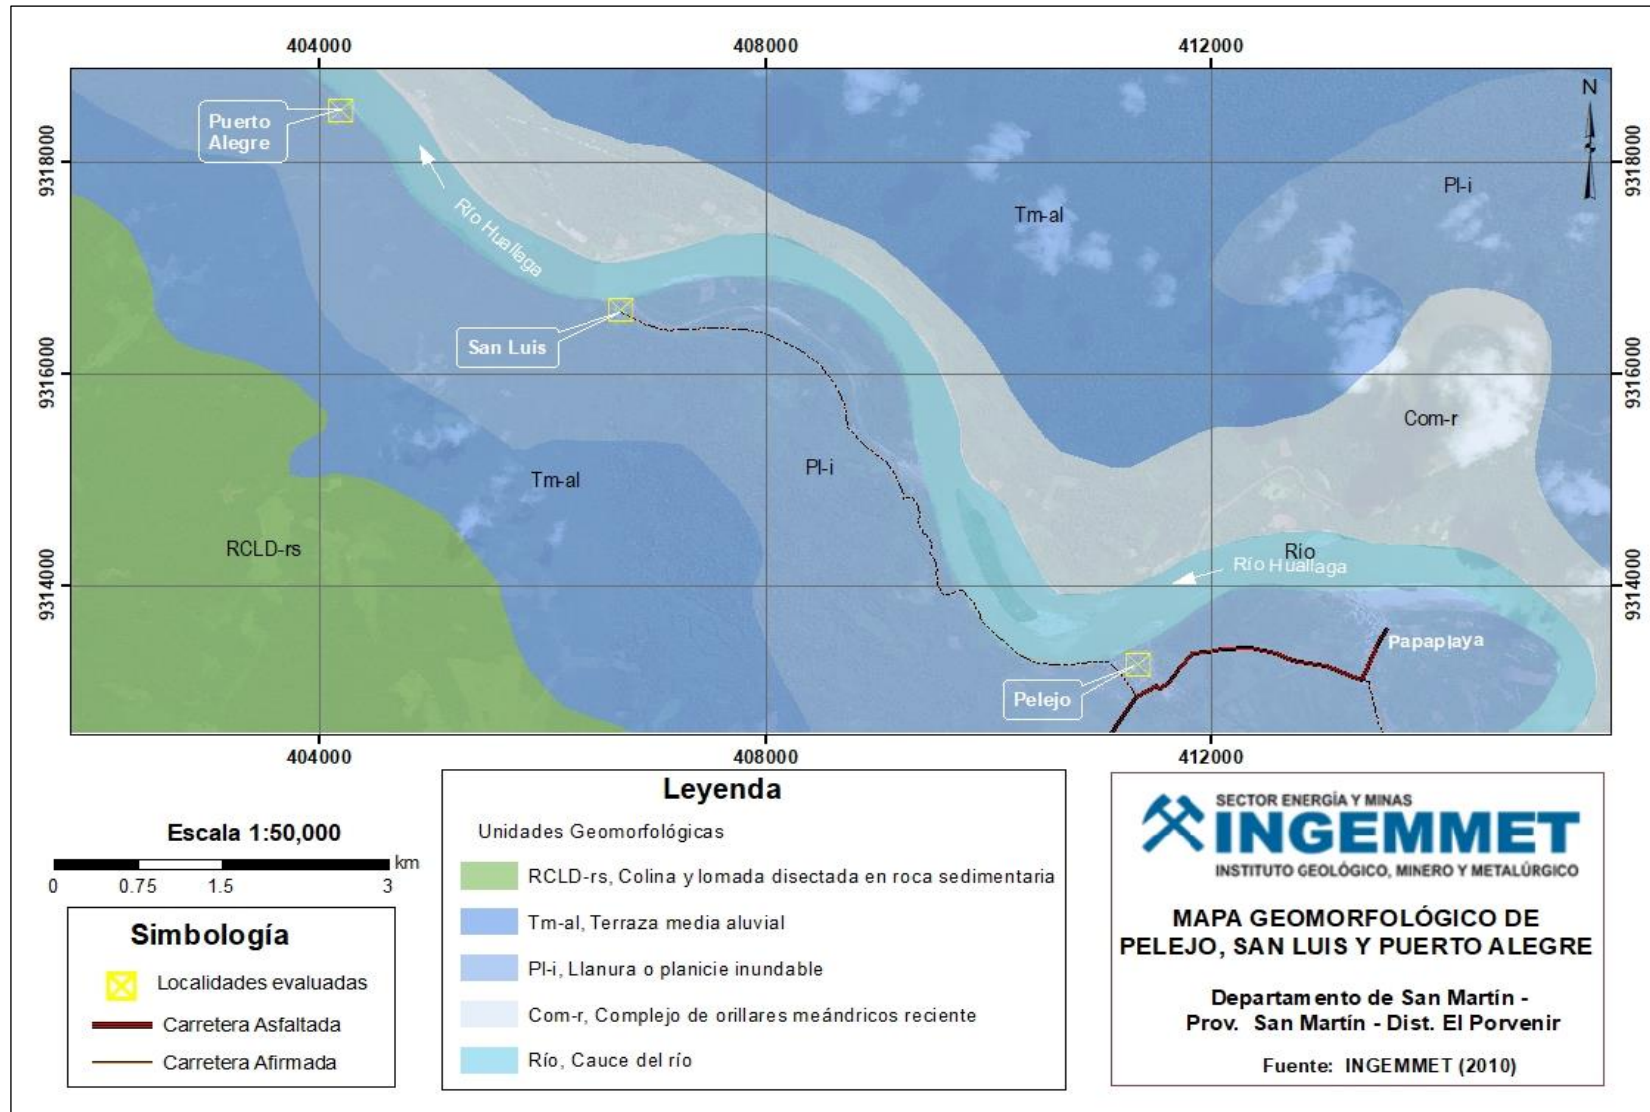 404000
408000
412000
N
Puerto
Alegre
9318000
9318000
Pl-i
Río Huallaga
Tm-al
San Luis
9316000
9316000
Com-r
Pl-i
Tm-al
RCLD-rs
Río
Río Huallaga
9314000
9314000
Papaplaya
Pelejo
404000
408000
412000
Escala 1:50,000
km
0 0.75 1.5 3
Simbología
Localidades evaluadas
Carretera Asfaltada
Carretera Afirmada
Leyenda
Unidades Geomorfológicas
RCLD-rs, Colina y lomada disectada en roca sedimentaria
Tm-al, Terraza media aluvial
Pl-i, Llanura o planicie inundable
Com-r, Complejo de orillares meándricos reciente
Río, Cauce del río
SECTOR ENERGÍA Y MINAS
INGEMMET
INSTITUTO GEOLÓGICO, MINERO Y METALÚRGICO
MAPA GEOMORFOLÓGICO DE
PELEJO, SAN LUIS Y PUERTO ALEGRE
Departamento de San Martín -
Prov. San Martín - Dist. El Porvenir
Fuente: INGEMMET (2010)